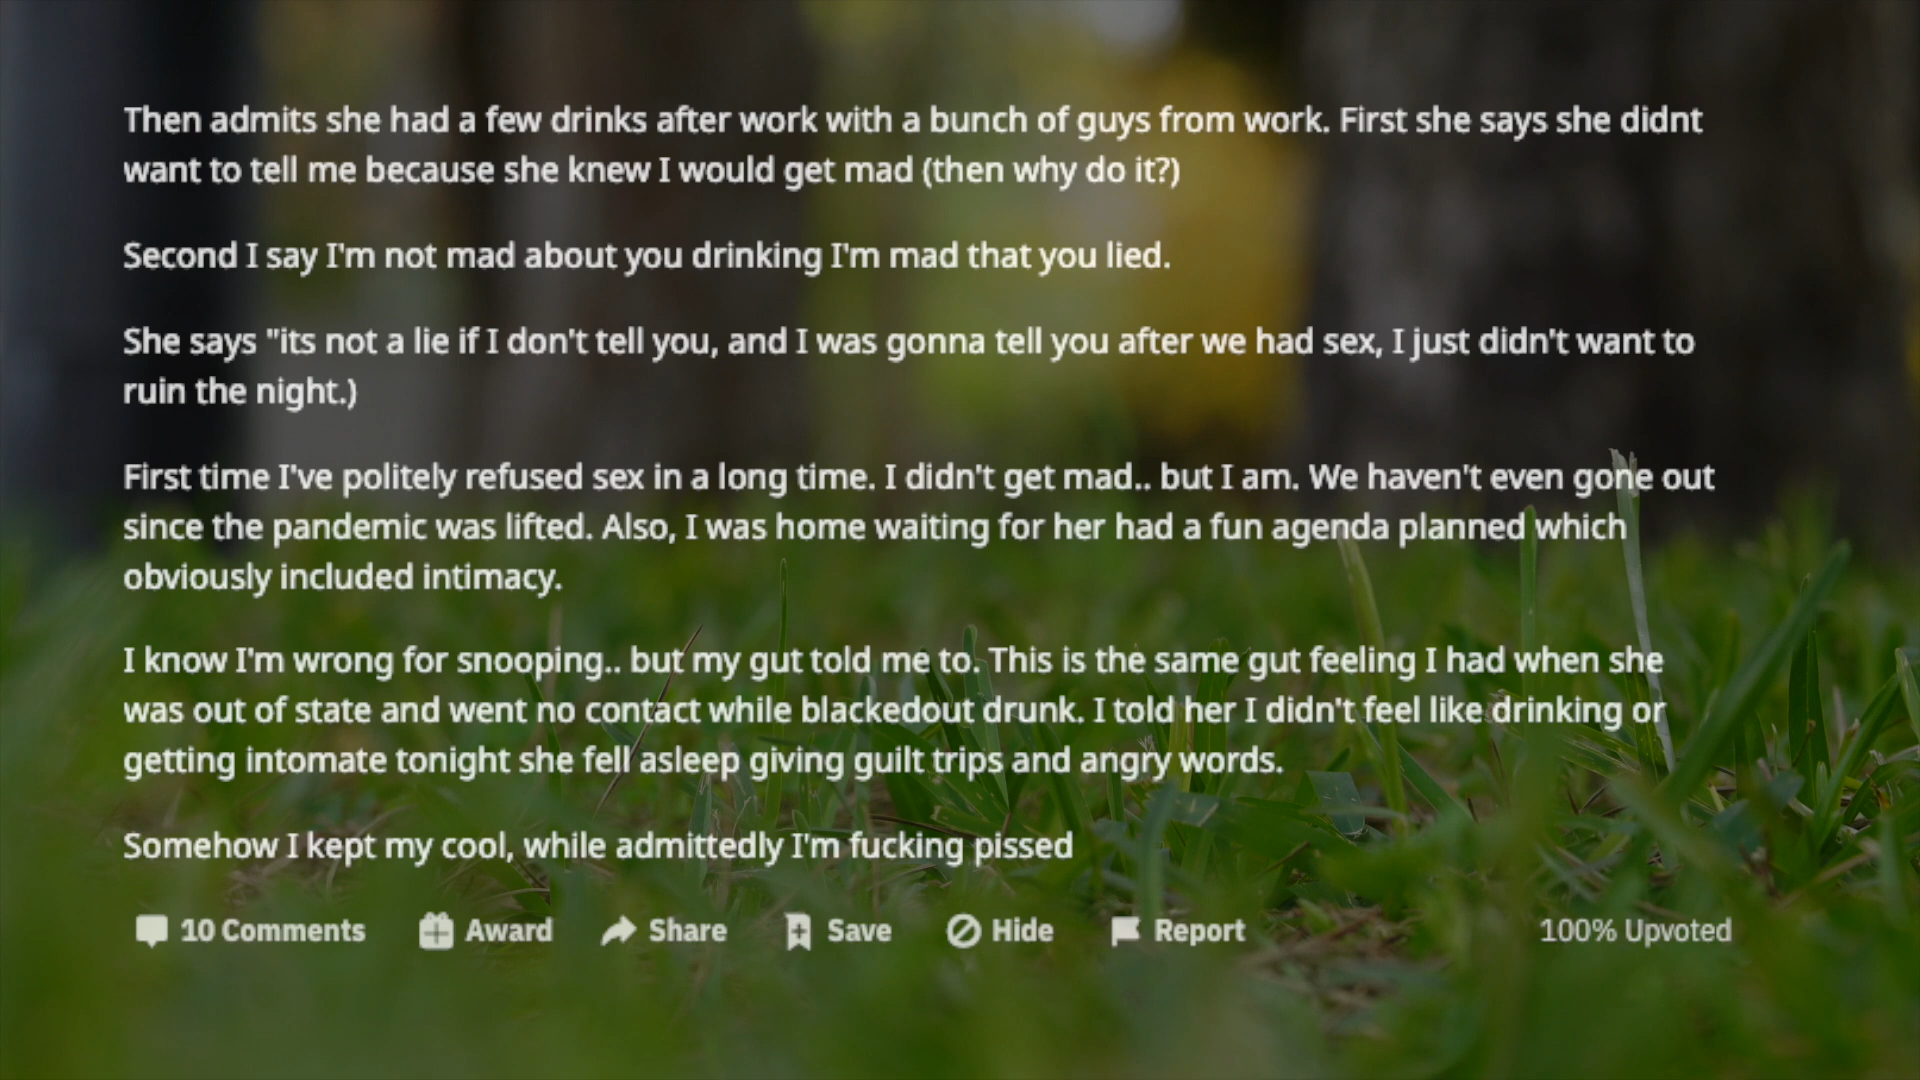 Then admits she had a few drinks after work with a bunch of guys from work. First she says she didnt
want to tell me because she knew I would get mad (then why do it?)
Second I say I'm not mad about you drinking I'm mad that you lied.
She says "its not a lie if I don't tell you, and I was gonna tell you after we had sex, I just didn't want to
ruin the night.)
First time I've politely refused sex in a long time. I didn't get mad.. but I am. We haven't even gone out
since the pandemic was lifted. Also, I was home waiting for her had a fun agenda planned which
obviously included intimacy.
I know I'm wrong for snooping.. but my gut told me to. This is the same gut feeling I had when she
was out of state and went no contact while blackedout drunk. I told her I didn't feel like drinking or
getting intomate tonight she fell asleep giving guilt trips and angry words.
Somehow I kept my cool, while admittedly I'm fucking pissed
10 Comments Award Share Save Hide Report 100% Upvoted